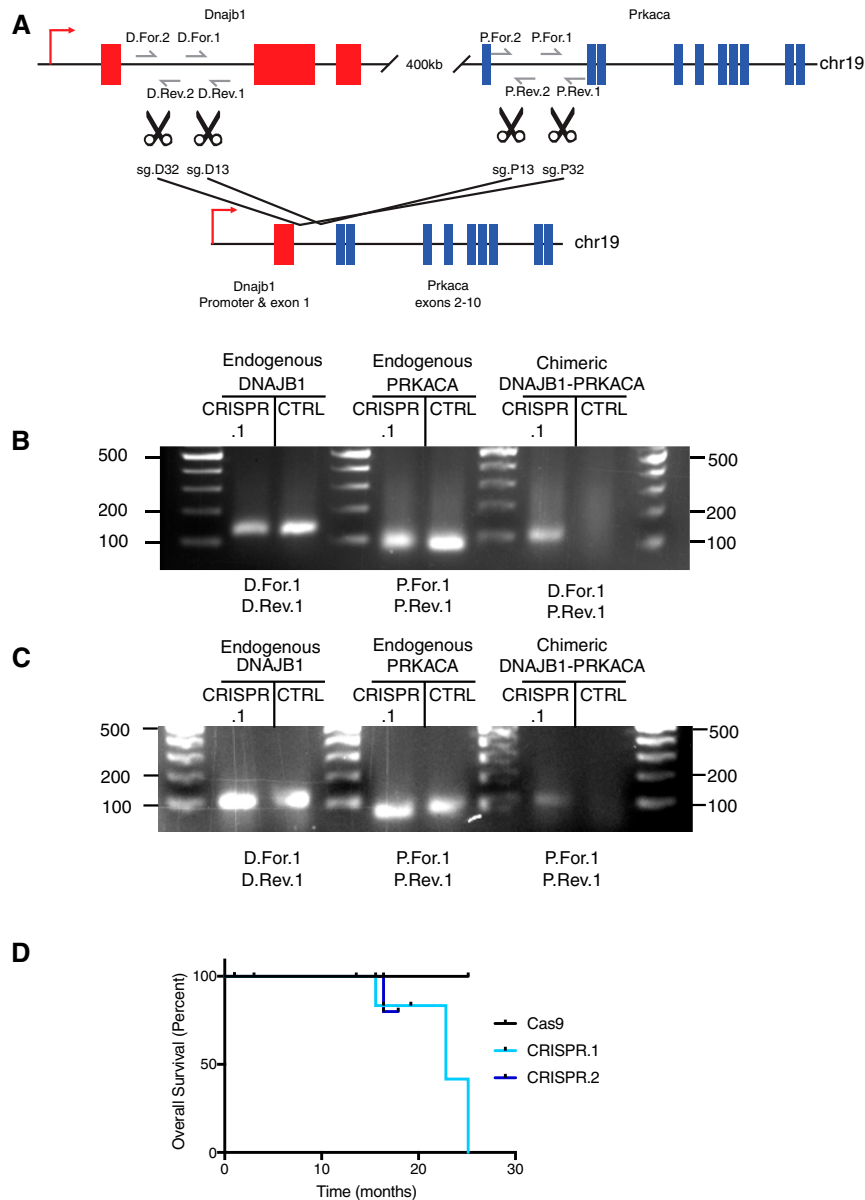 A
Dnajb1
Prkaca
D.For.2 D.For.1
P.For.2 P.For.1
400kb
chr19
D.Rev.2 D.Rev.1
P.Rev.2 P.Rev.1
sg.D32 sg.D13
sg.P13 sg.P32
chr19
Dnajb1
Promoter & exon 1
Prkaca
exons 2-10
B
Endogenous
DNAJB1
Endogenous
PRKACA
Chimeric
DNAJB1-PRKACA
CRISPR
.1
CTRL
CRISPR
.1
CTRL
CRISPR
.1
CTRL
500
200
100
500
200
100
D.For.1
D.Rev.1
P.For.1
P.Rev.1
D.For.1
P.Rev.1
C
Endogenous
DNAJB1
Endogenous
PRKACA
Chimeric
DNAJB1-PRKACA
CRISPR
.1
CTRL
CRISPR
.1
CTRL
CRISPR
.1
CTRL
500
200
100
500
200
100
D.For.1
D.Rev.1
P.For.1
P.Rev.1
P.For.1
P.Rev.1
D
Overall Survival (Percent)
100
50
0
0 10 20 30
Time (months)
Cas9
CRISPR.1
CRISPR.2